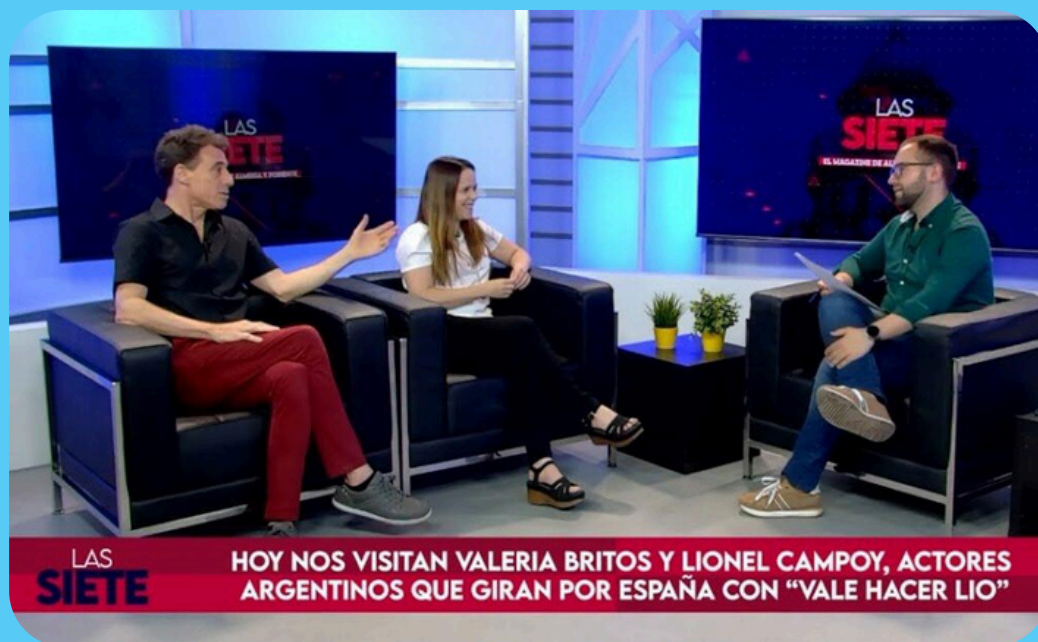 LAS
SIETE
LAS
SIETE
EL MAGAZINE DE
HOY NOS VISITAN VALERIA BRITOS Y LIONEL CAMPOY, ACTORES
ARGENTINOS QUE GIRAN POR ESPAÑA CON “VALE HACER LIO”
LAS
SIETE